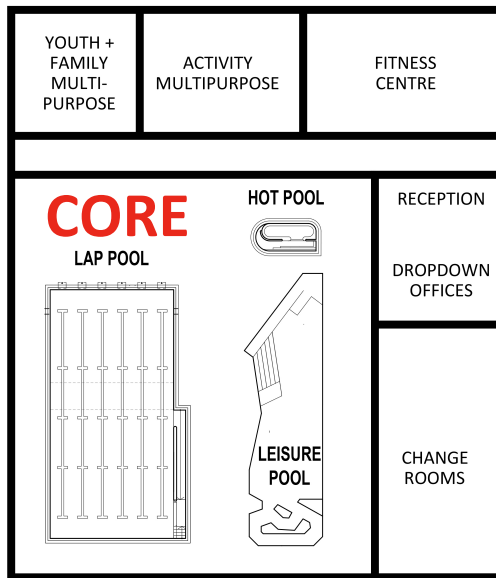 YOUTH +
FAMILY
MULTI-
PURPOSE
ACTIVITY
MULTIPURPOSE
FITNESS
CENTRE
CORE
LAP POOL
HOT POOL
LEISURE
POOL
RECEPTION
DROPDOWN
OFFICES
CHANGE
ROOMS